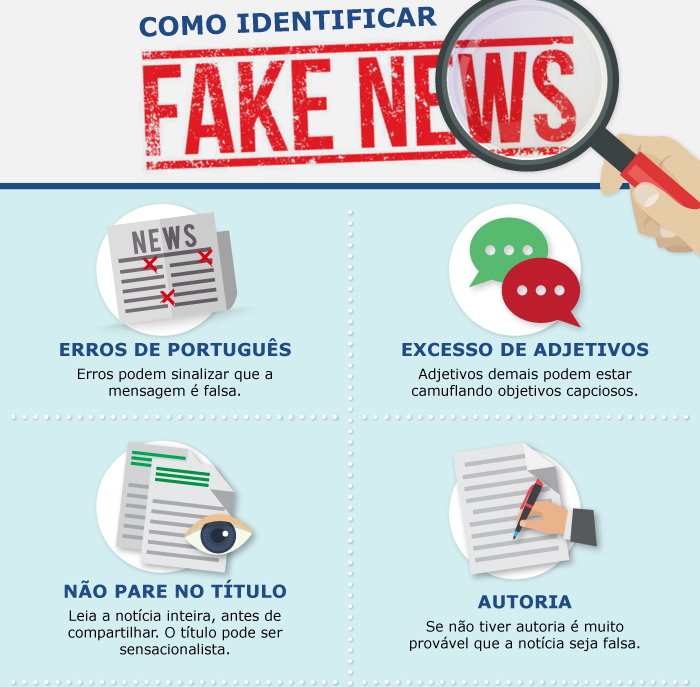 COMO IDENTIFICAR
FAKE NEWS
NEWS
ERROS DE PORTUGUÊS
Erros podem sinalizar que a
mensagem é falsa.
EXCESSO DE ADJETIVOS
Adjetivos demais podem estar
camuflando objetivos capciosos.
NÃO PARE NO TÍTULO
Leia a notícia inteira, antes de
compartilhar. O título pode ser
sensacionalista.
AUTORIA
Se não tiver autoria é muito
provável que a notícia seja falsa.